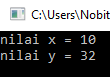 C:\Users\Nobit
nilai x = 10
nilai y = 32